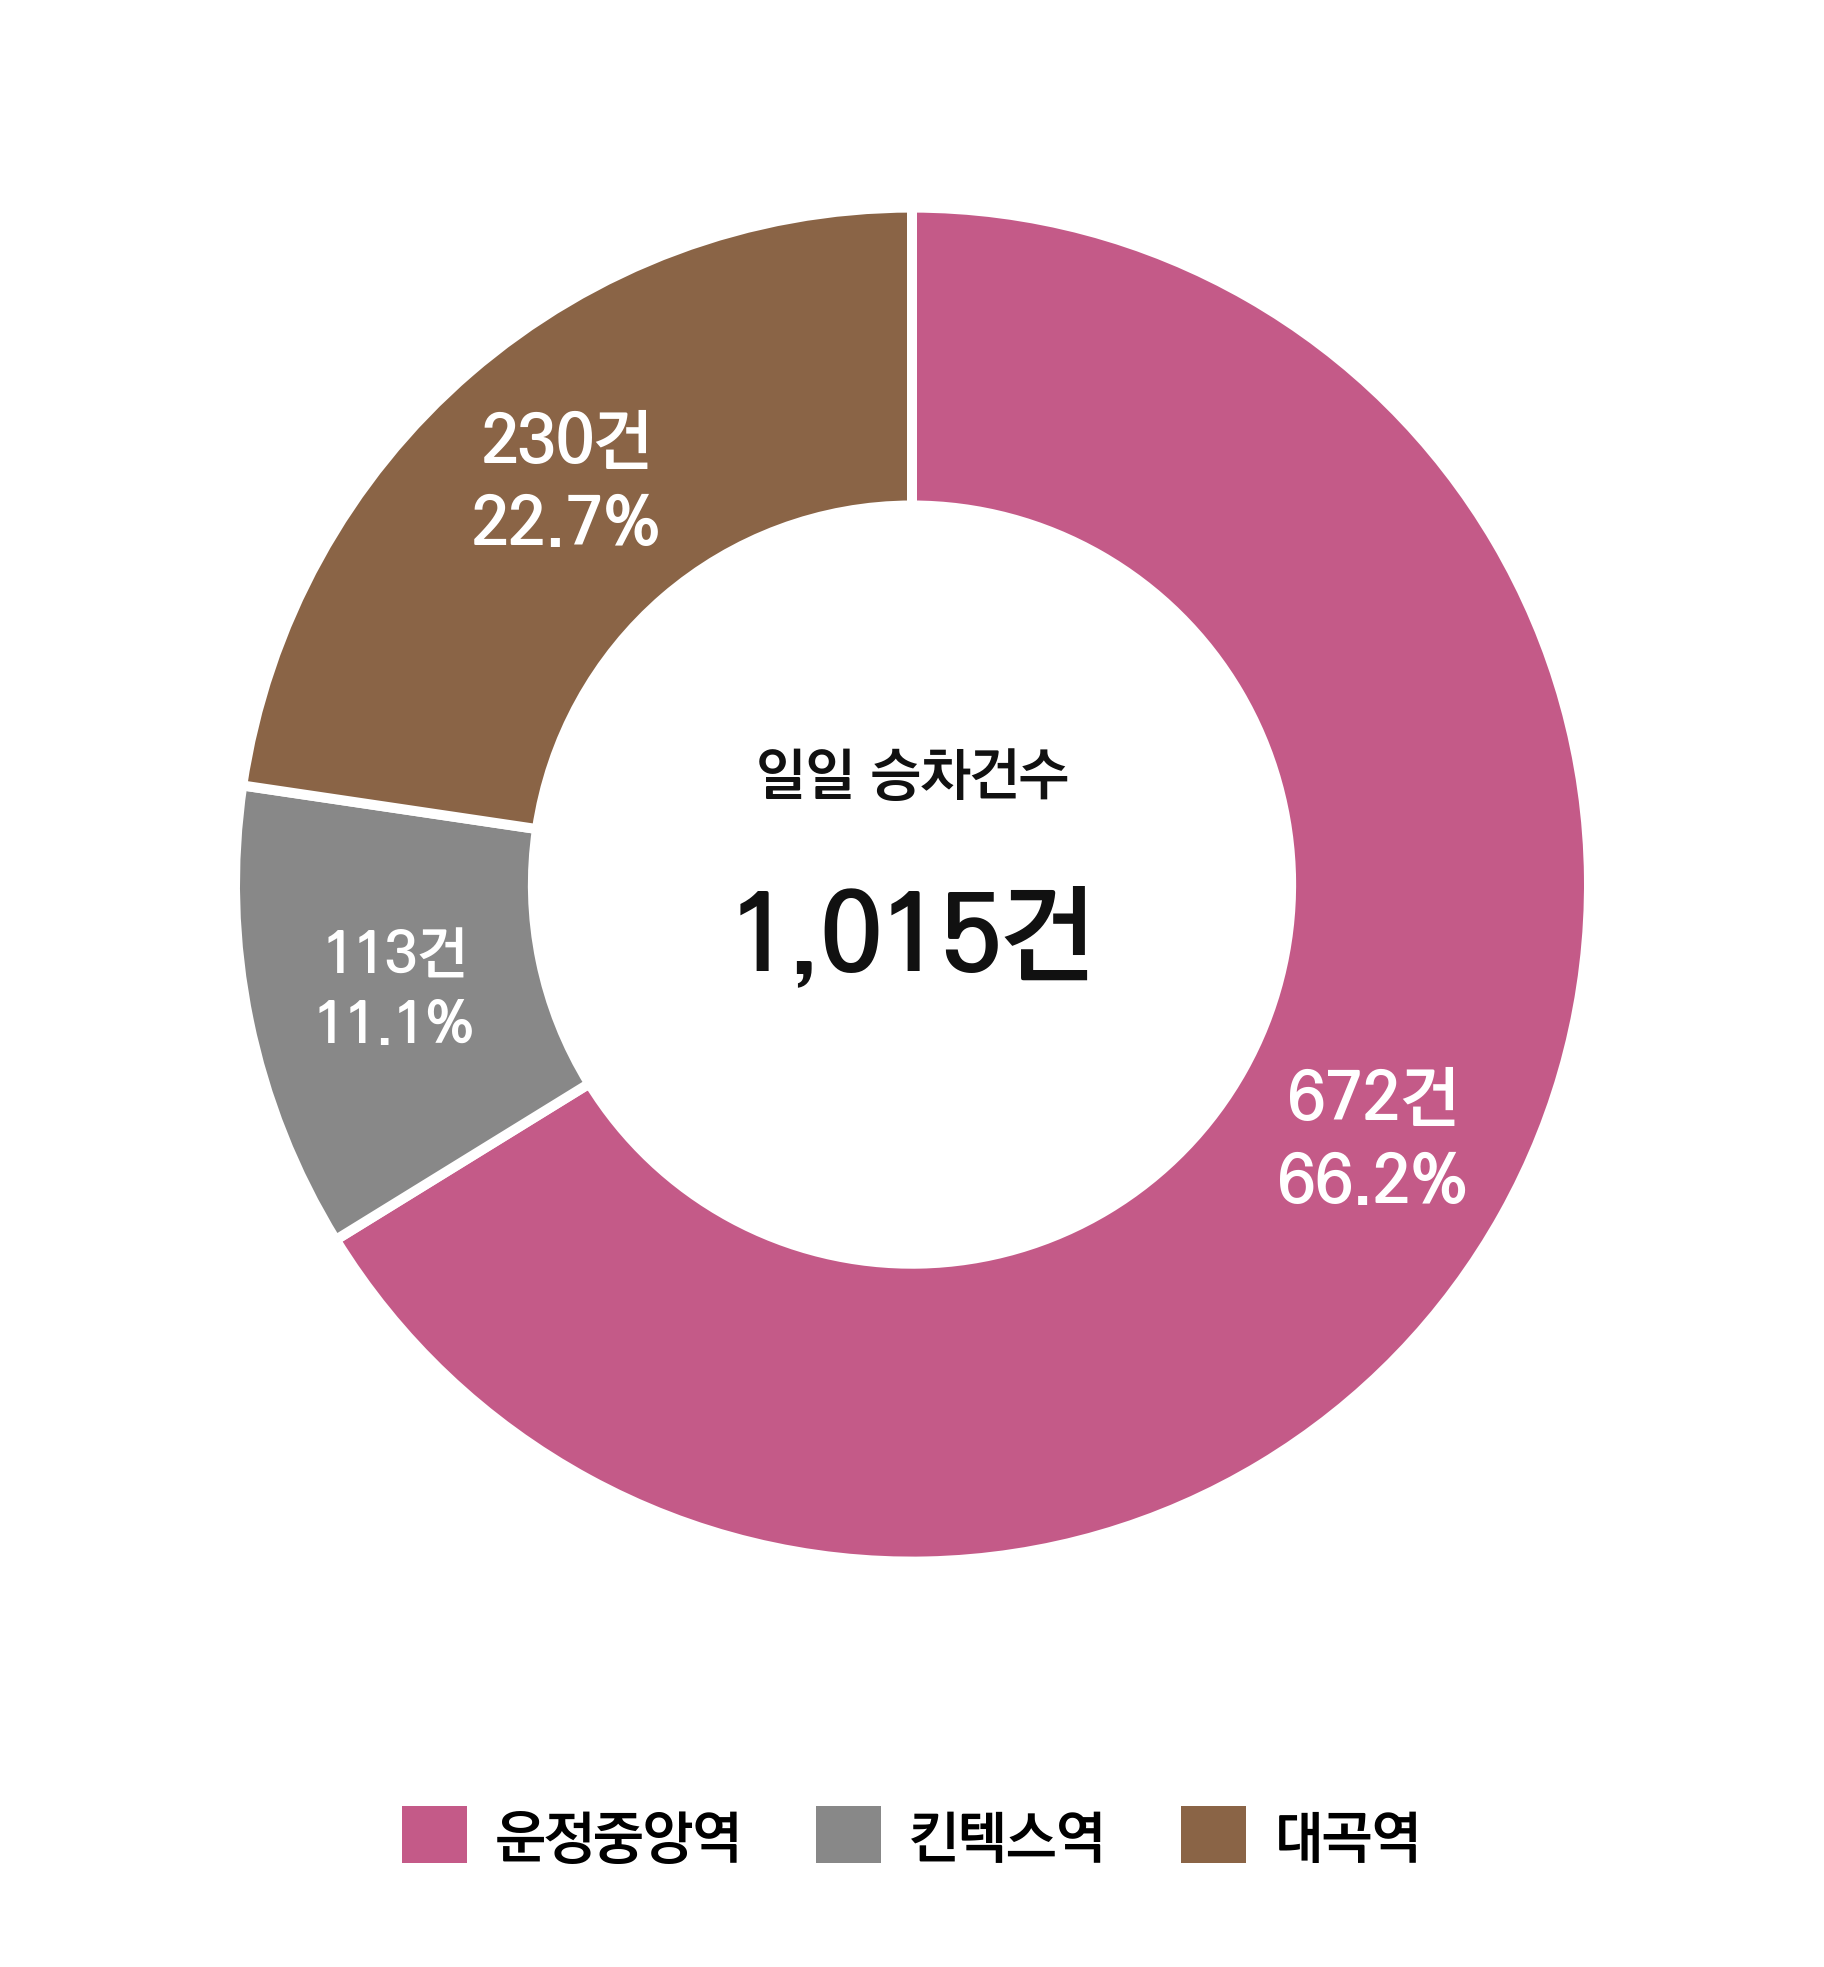 230건
22.7%
일일 승차건수
1,015건
113건
11.1%
672건
66.2%
운정중앙역
킨텍스역
대곡역